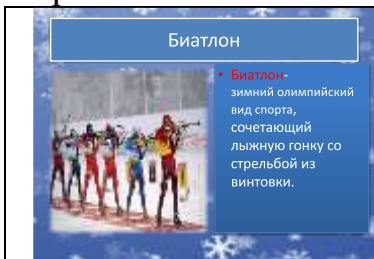 Биатлон
• Биатлон-
зимний олимпийский
вид спорта,
сочетающий
лыжную гонку со
стрельбой из
винтовки.